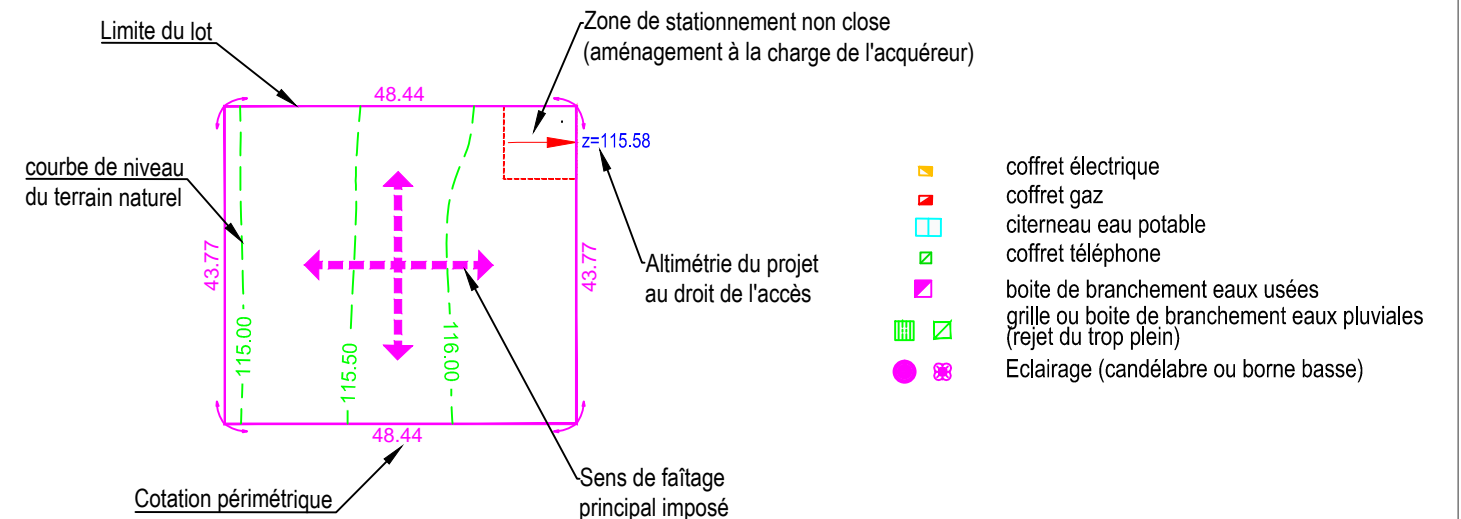 Limite du lot
Zone de stationnement non close
(aménagement à la charge de l'acquéreur)
48.44
z=115.58
courbe de niveau
du terrain naturel
43.77
43.77
115.00
115.50
116.00
Altimétrie du projet
au droit de l'accès
48.44
Cotation périmétrique
Sens de faîtage
principal imposé
coffret électrique
coffret gaz
citerneau eau potable
coffret téléphone
boite de branchement eaux usées
grille ou boite de branchement eaux pluviales
(rejet du trop plein)
Eclairage (candélabre ou borne basse)